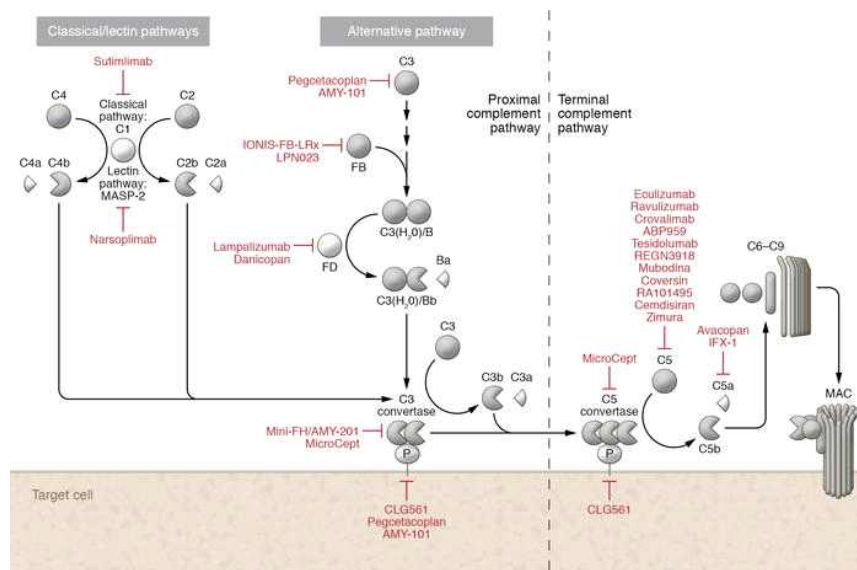 Classical/lectin pathways
Sutimlimab
C4
Classical
pathway:
C1
C2
C4a
C4b
Lectin
pathway:
MASP-2
C2b
C2a
Narsoplimab
Alternative pathway
C3
Pegcetacoplan
AMY-101
IONIS-FB-LRx
LPN023
FB
C3(H20)/B
Lampalizumab
Danicopan
FD
Ba
C3(H20)/Bb
C3
C3b
C3a
C3
convertase
Mini-FH/AMY-201
MicroCept
P
CLG561
Pegcetacoplan
AMY-101
Proximal
complement
pathway
Terminal
complement
pathway
Eculizumab
Ravulizumab
Crovalimab
ABP959
Tesidolumab
REGN3918
Mubodina
Coversin
RA101495
Cemdisiran
Zimura
C5
MicroCept
C5
convertase
P
CLG561
Avacopan
IFX-1
C5a
C5b
C6–C9
MAC
Target cell